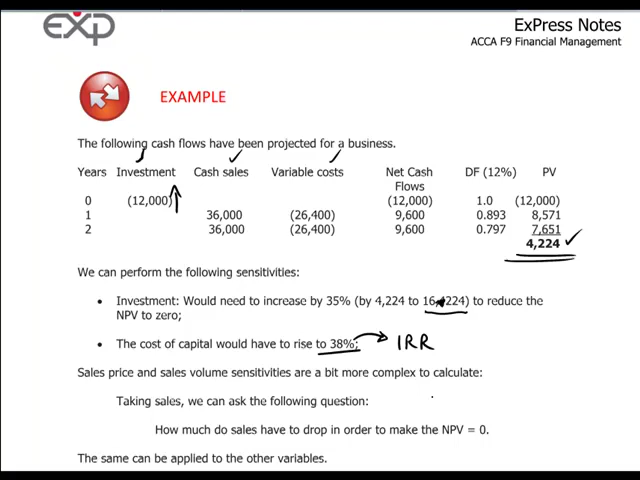 exp
ExPress Notes
ACCA F9 Financial Management
EXAMPLE
The following cash flows have been projected for a business.
Years Investment Cash sales Variable costs Net Cash Flows DF (12%) PV
0 (12,000) (12,000) 1.0 (12,000)
1 36,000 (26,400) 9,600 0.893 8,571
2 36,000 (26,400) 9,600 0.797 7,651
4,224
We can perform the following sensitivities:
• Investment: Would need to increase by 35% (by 4,224 to 16,224) to reduce the
NPV to zero;
• The cost of capital would have to rise to 38%; IRR
Sales price and sales volume sensitivities are a bit more complex to calculate:
Taking sales, we can ask the following question:
How much do sales have to drop in order to make the NPV = 0.
The same can be applied to the other variables.